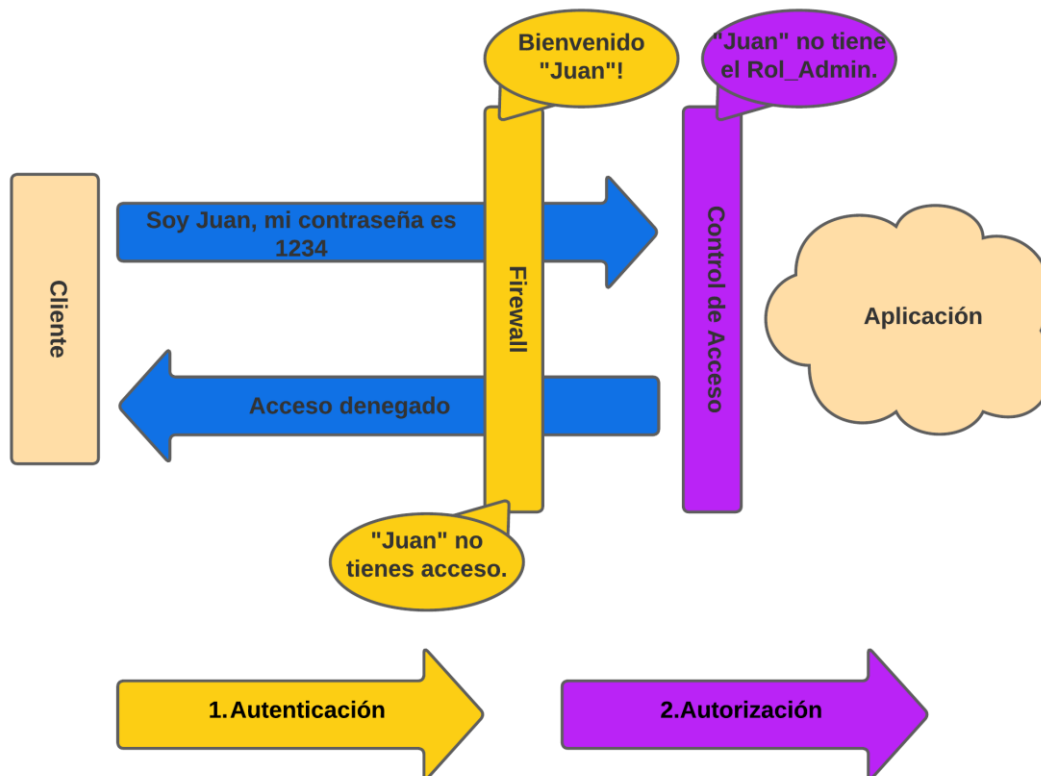 Bienvenido
"Juan"!
"Juan" no tiene
el Rol_Admin.
Soy Juan, mi contraseña es
1234
Cliente
Firewall
Control de Acceso
Aplicación
Acceso denegado
"Juan" no
tienes acceso.
1.Autenticación
2.Autorización